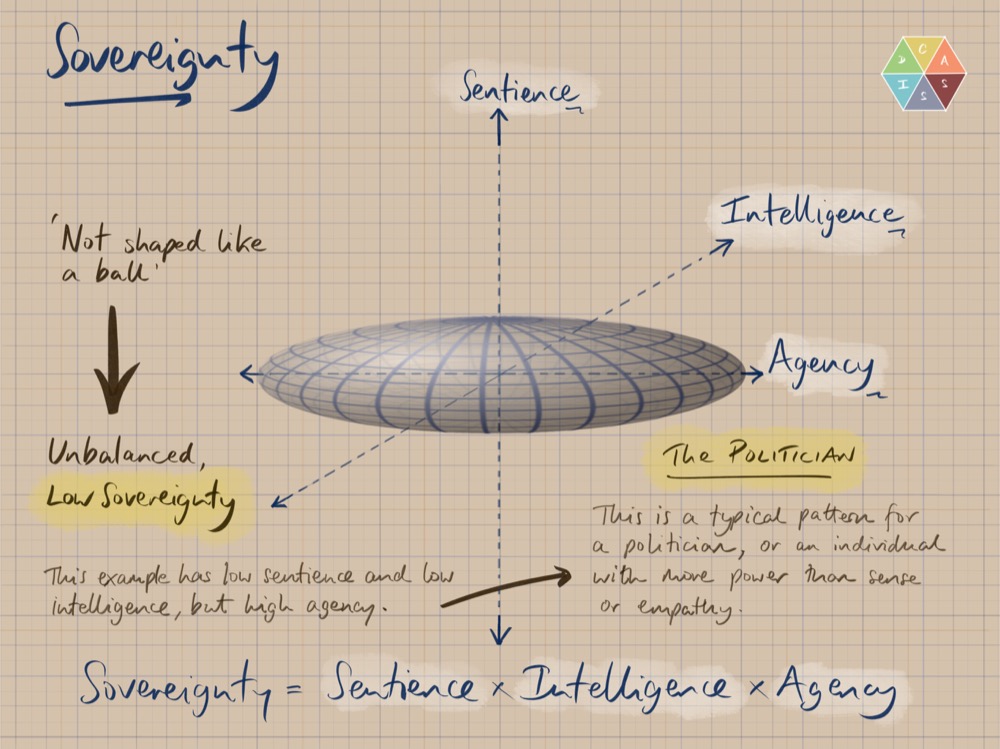 Sovereignty
Sentience
D C A
I S S
Intelligence
'Not shaped like
a ball'
Agency
Unbalanced,
Low Sovereignty
The POLITICIAN
This is a typical pattern for
a politician, or an individual
with more power than sense
or empathy.
This example has low sentience and low
intelligence, but high agency.
Sovereignty = Sentience × Intelligence × Agency